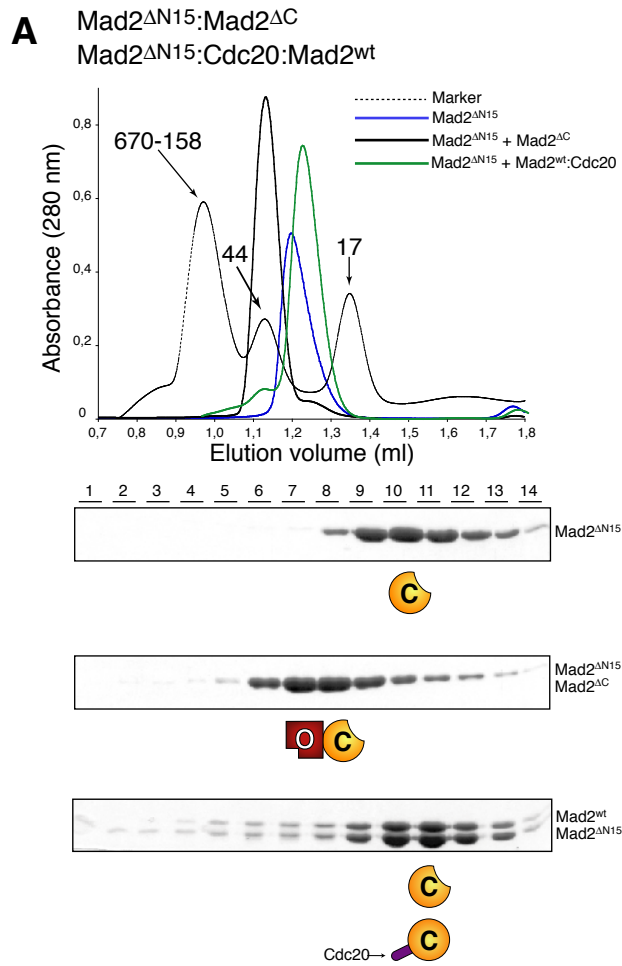 A
Mad2ΔN15:Mad2ΔC
Mad2ΔN15:Cdc20:Mad2wt
Marker
Mad2ΔN15
Mad2ΔN15 + Mad2ΔC
Mad2ΔN15 + Mad2wt:Cdc20
670-158
44
17
Absorbance (280 nm)
0,8
0,6
0,4
0,2
0
0,7 0,8 0,9 1,0 1,1 1,2 1,3 1,4 1,5 1,6 1,7 1,8
Elution volume (ml)
1 2 3 4 5 6 7 8 9 10 11 12 13 14
Mad2ΔN15
C
Mad2ΔN15
Mad2ΔC
O C
Mad2wt
Mad2ΔN15
C
Cdc20 C